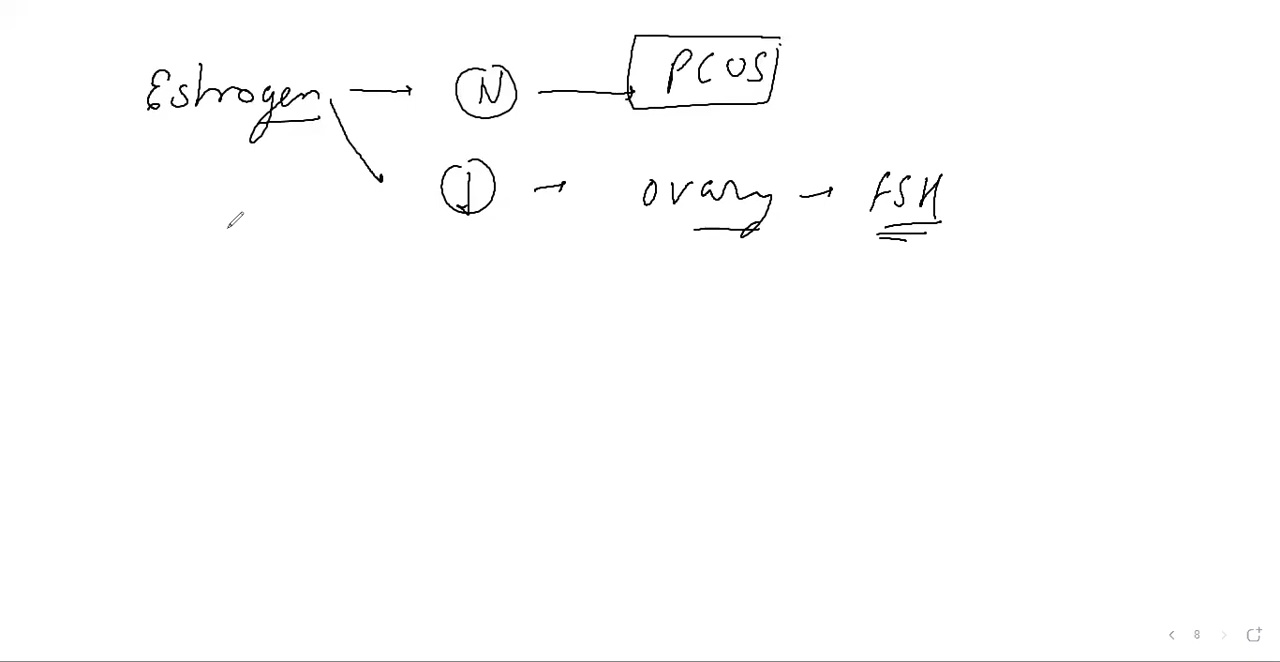 Estrogen → N → PCOS
↓ → ovary → FSH
8